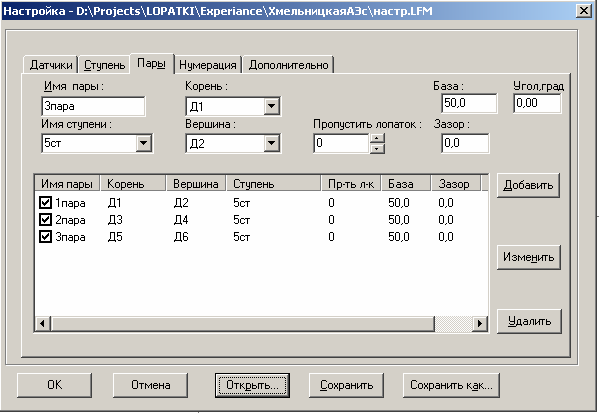 Настройка - D:\Projects\LOPATKI\Experiance\ХмельницкаяАЭс\настр.LFM
Датчики Ступень Пары Нумерация Дополнительно
Имя пары : Корень : База : Угол,град
3пара Д1 50,0 0,00
Имя ступени : Вершина : Пропустить лопаток : Зазор :
5ст Д2 0 0,0
Имя пары Корень Вершина Ступень Пр-ть л-к База Зазор Добавить
1пара Д1 Д2 5ст 0 50,0 0,0
2пара Д3 Д4 5ст 0 50,0 0,0
3пара Д5 Д6 5ст 0 50,0 0,0
Изменить
Удалить
OK Отмена Открыть... Сохранить Сохранить как...